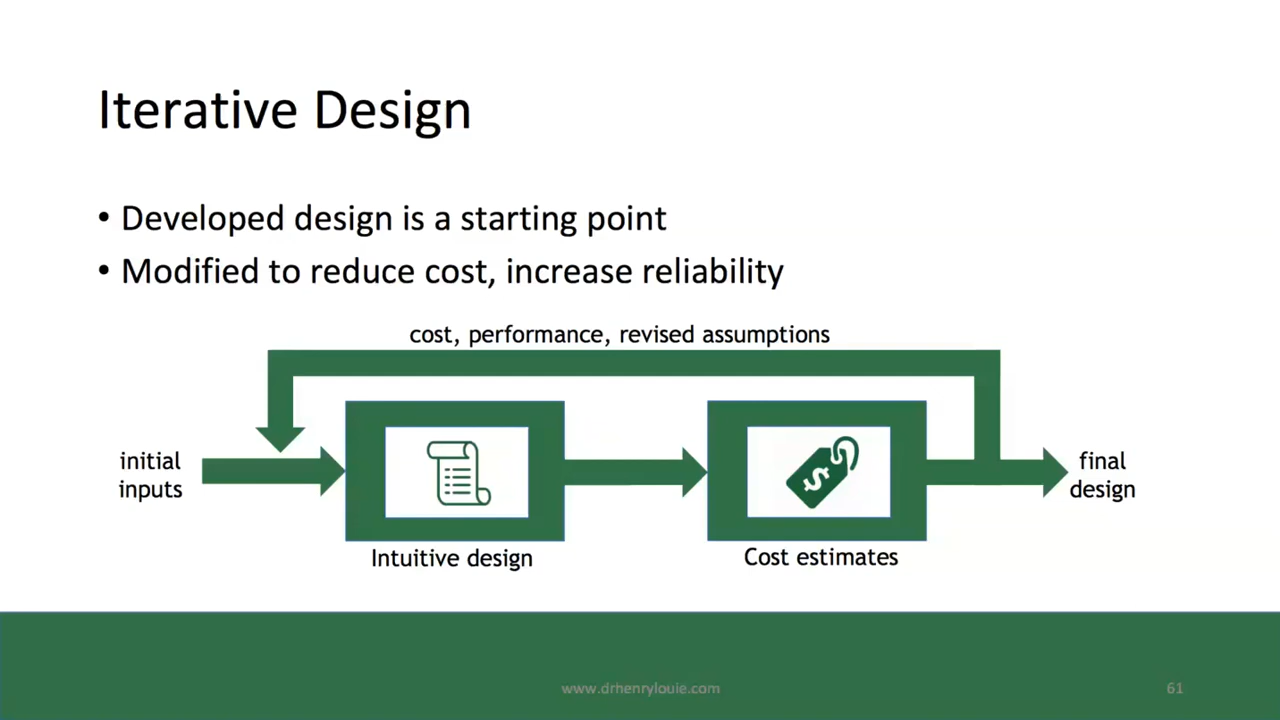 Iterative Design
• Developed design is a starting point
• Modified to reduce cost, increase reliability
cost, performance, revised assumptions
initial
inputs
$
final
design
Intuitive design
Cost estimates
www.drhenrylouie.com
61